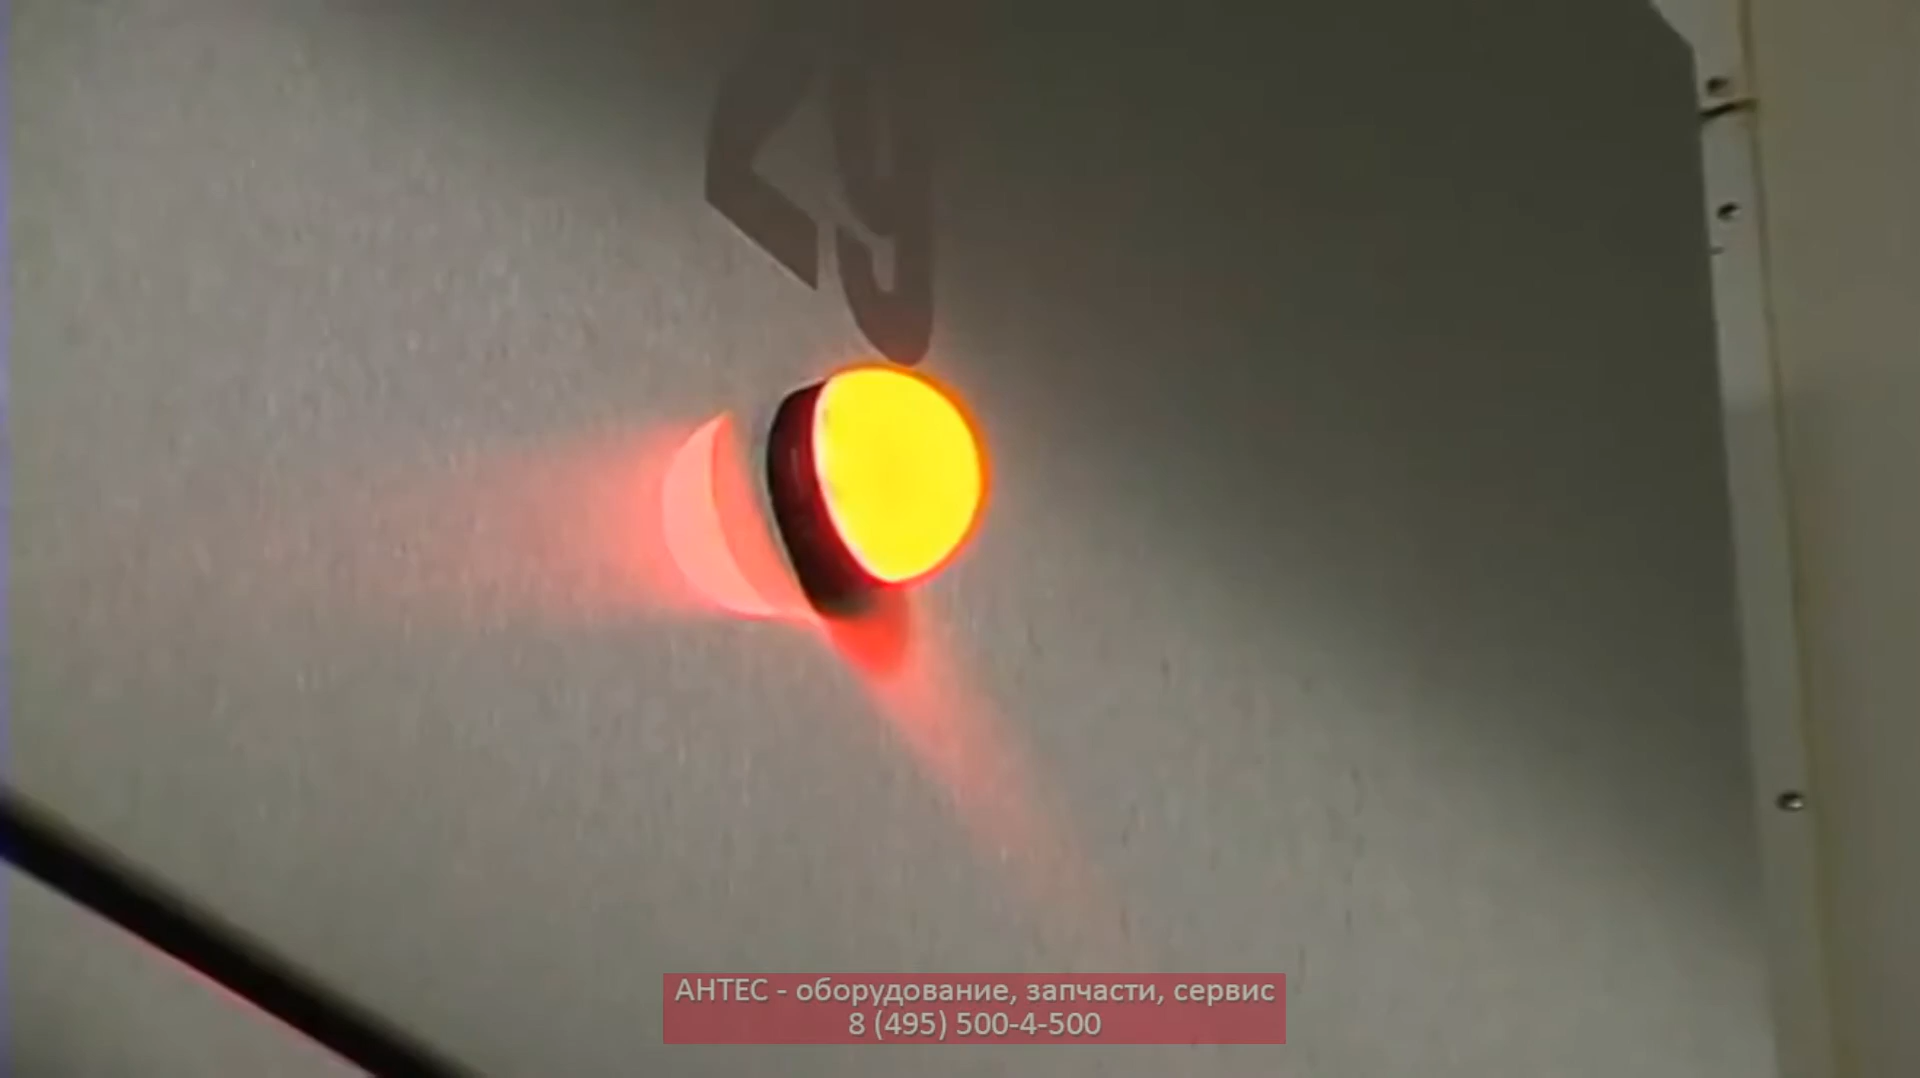 АНТЕС - оборудование, запчасти, сервис
8 (495) 500-4-500